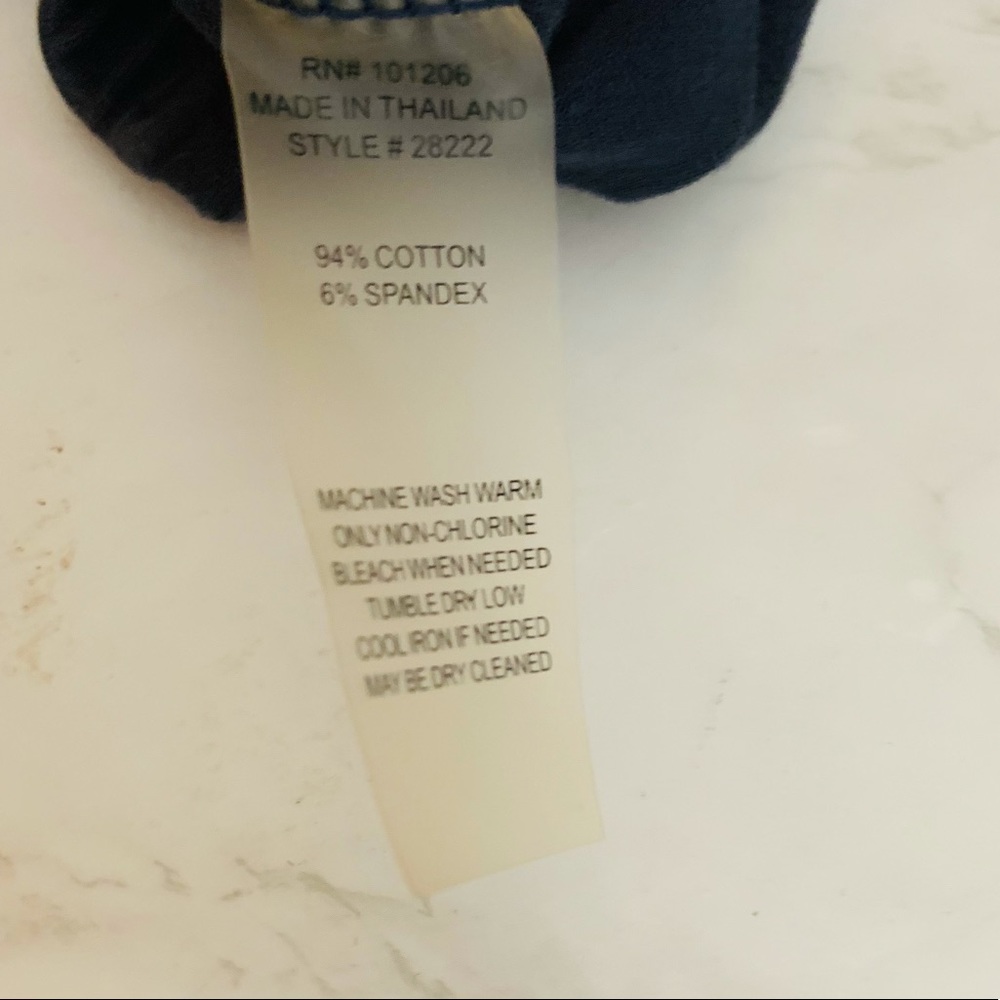 RN# 101206
MADE IN THAILAND
STYLE # 28222
94% COTTON
6% SPANDEX
MACHINE WASH WARM
ONLY NON-CHLORINE
BLEACH WHEN NEEDED
TUMBLE DRY LOW
COOL IRON IF NEEDED
MAY BE DRY CLEANED